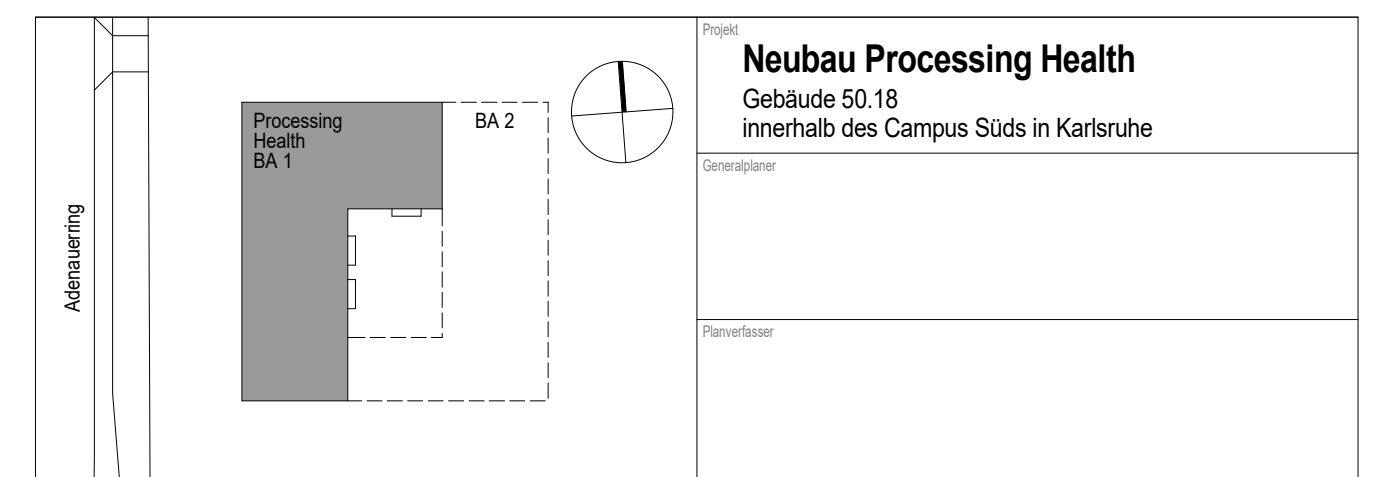 Adenauerring
Processing
Health
BA 1
BA 2
Projekt
Neubau Processing Health
Gebäude 50.18
innerhalb des Campus Süds in Karlsruhe
Generalplaner
Planverfasser